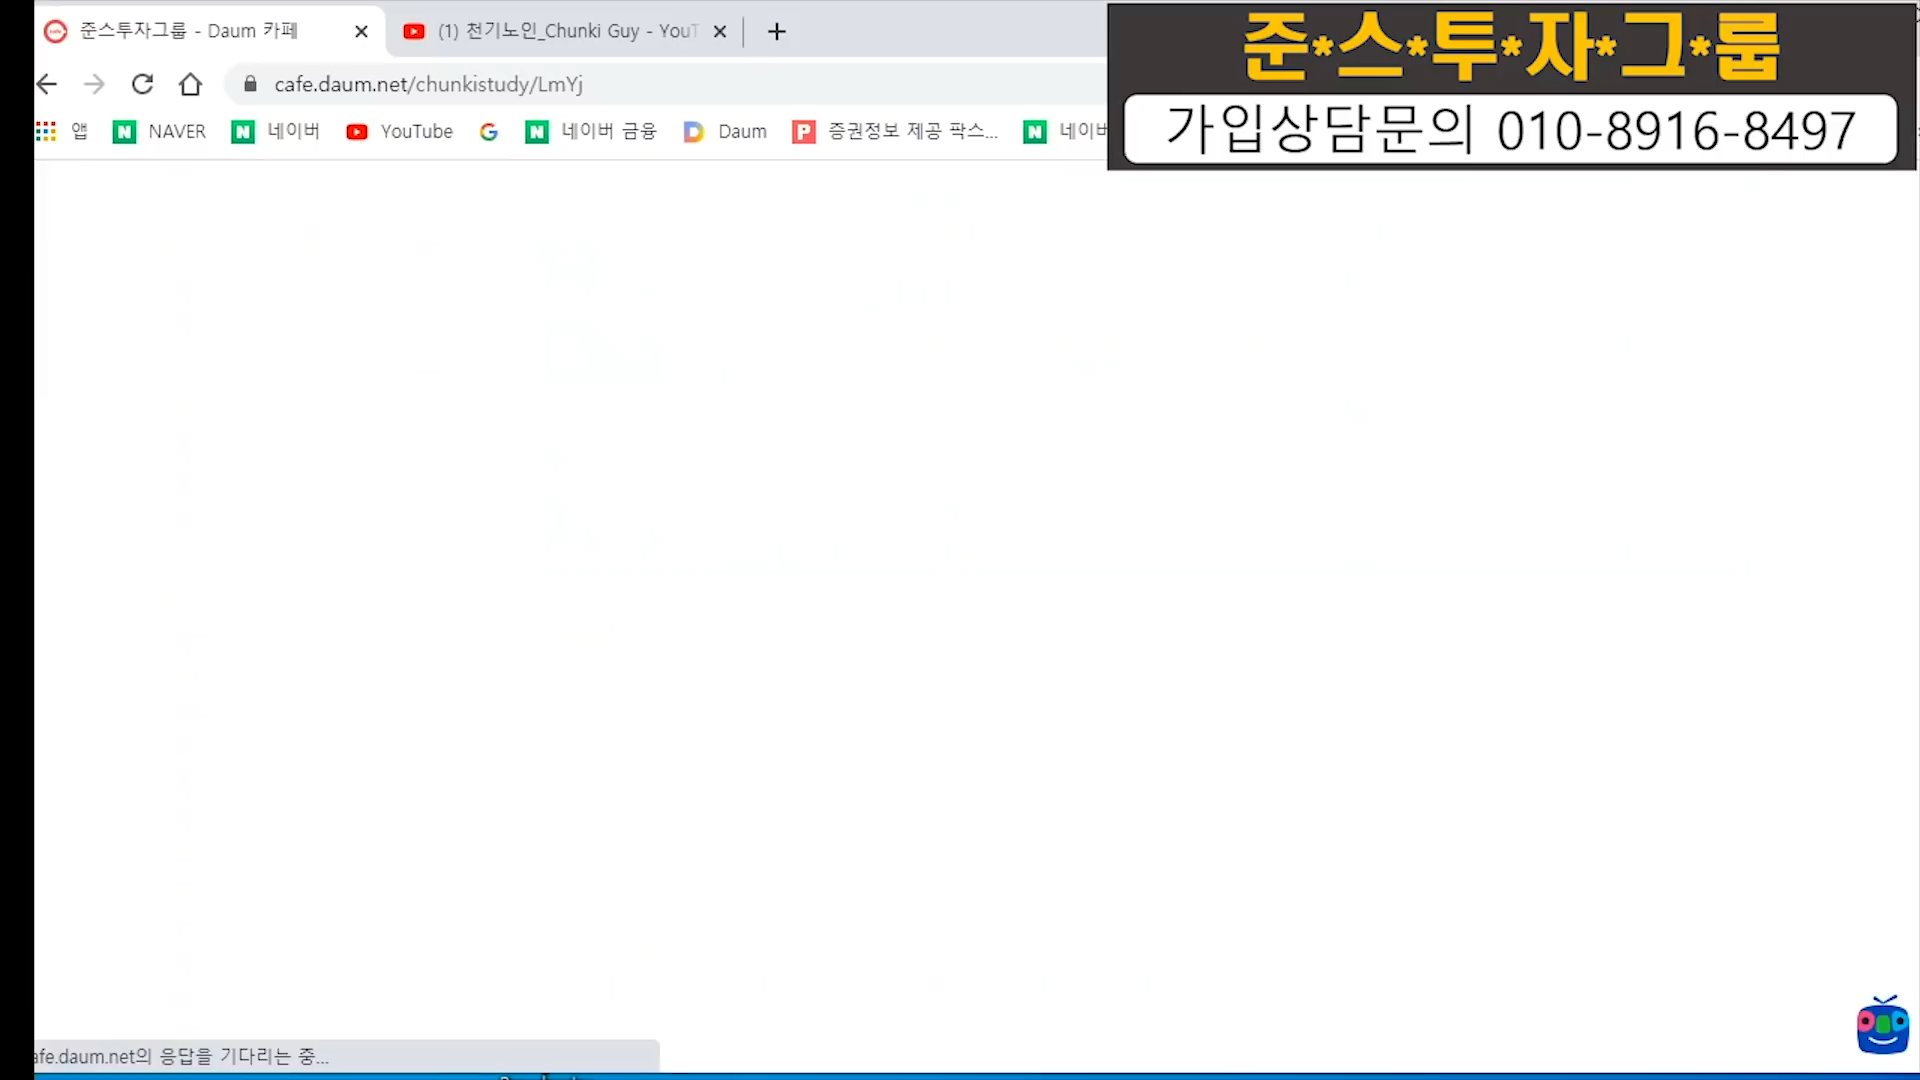 준스투자그룹 - Daum 카페
(1) 천기노인_Chunki Guy - YouT
준*스*투*자*그*룹
cafe.daum.net/chunkistudy/LmYj
가입상담문의 010-8916-8497
앱 NAVER 네이버 YouTube 네이버 금융 Daum 증권정보 제공 팍스... 네이버
afe.daum.net의 응답을 기다리는 중...